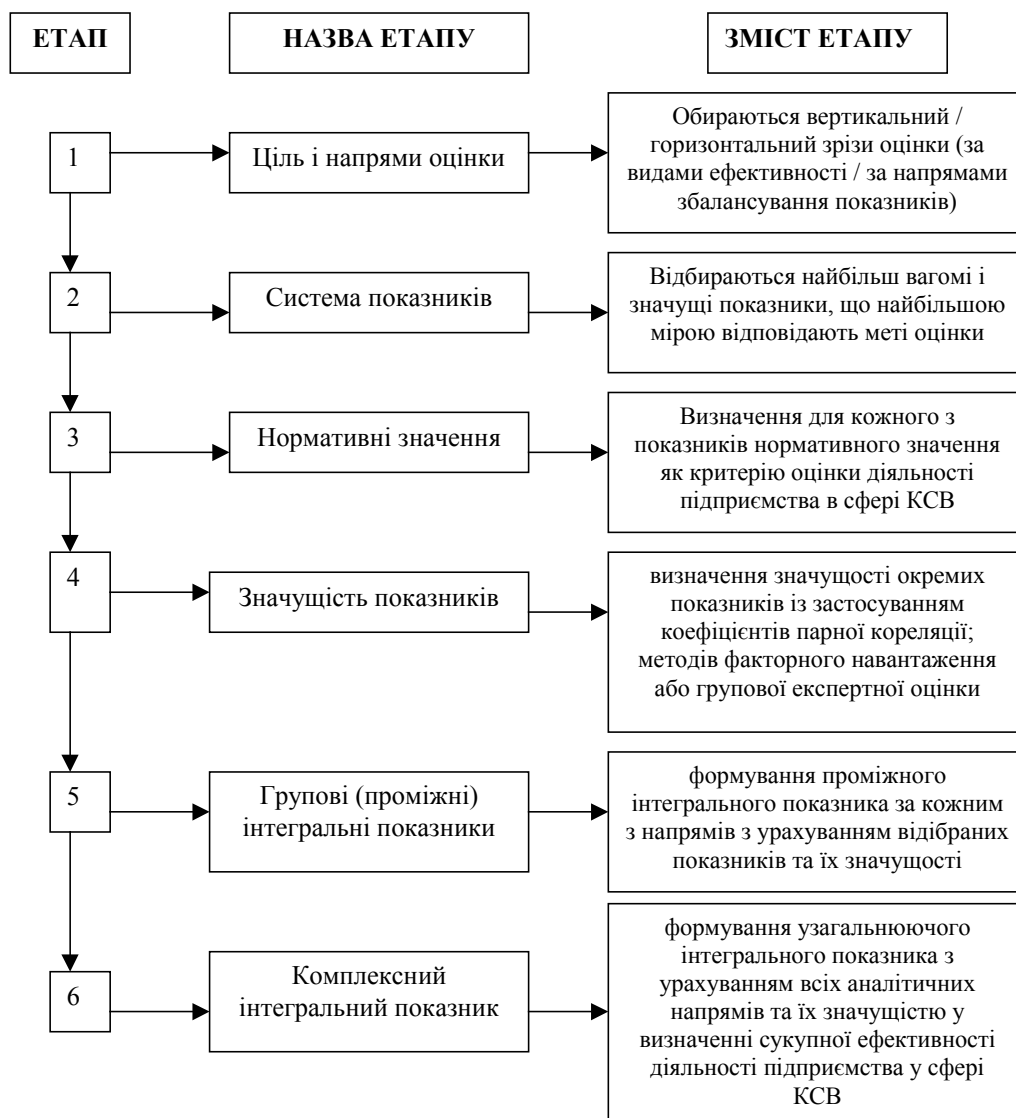 ЕТАП
НАЗВА ЕТАПУ
ЗМІСТ ЕТАПУ
1
Ціль і напрями оцінки
Обираються вертикальний /
горизонтальний зрізи оцінки (за
видами ефективності / за напрямами
збалансування показників)
2
Система показників
Відбираються найбільш вагомі і
значущі показники, що найбільшою
мірою відповідають меті оцінки
3
Нормативні значення
Визначення для кожного з
показників нормативного значення
як критерію оцінки діяльності
підприємства в сфері КСВ
4
Значущість показників
визначення значущості окремих
показників із застосуванням
коефіцієнтів парної кореляції;
методів факторного навантаження
або групової експертної оцінки
5
Групові (проміжні)
інтегральні показники
формування проміжного
інтегрального показника за кожним
з напрямів з урахуванням відібраних
показників та їх значущості
6
Комплексний
інтегральний показник
формування узагальнюючого
інтегрального показника з
урахуванням всіх аналітичних
напрямів та їх значущістю у
визначенні сукупної ефективності
діяльності підприємства у сфері
КСВ